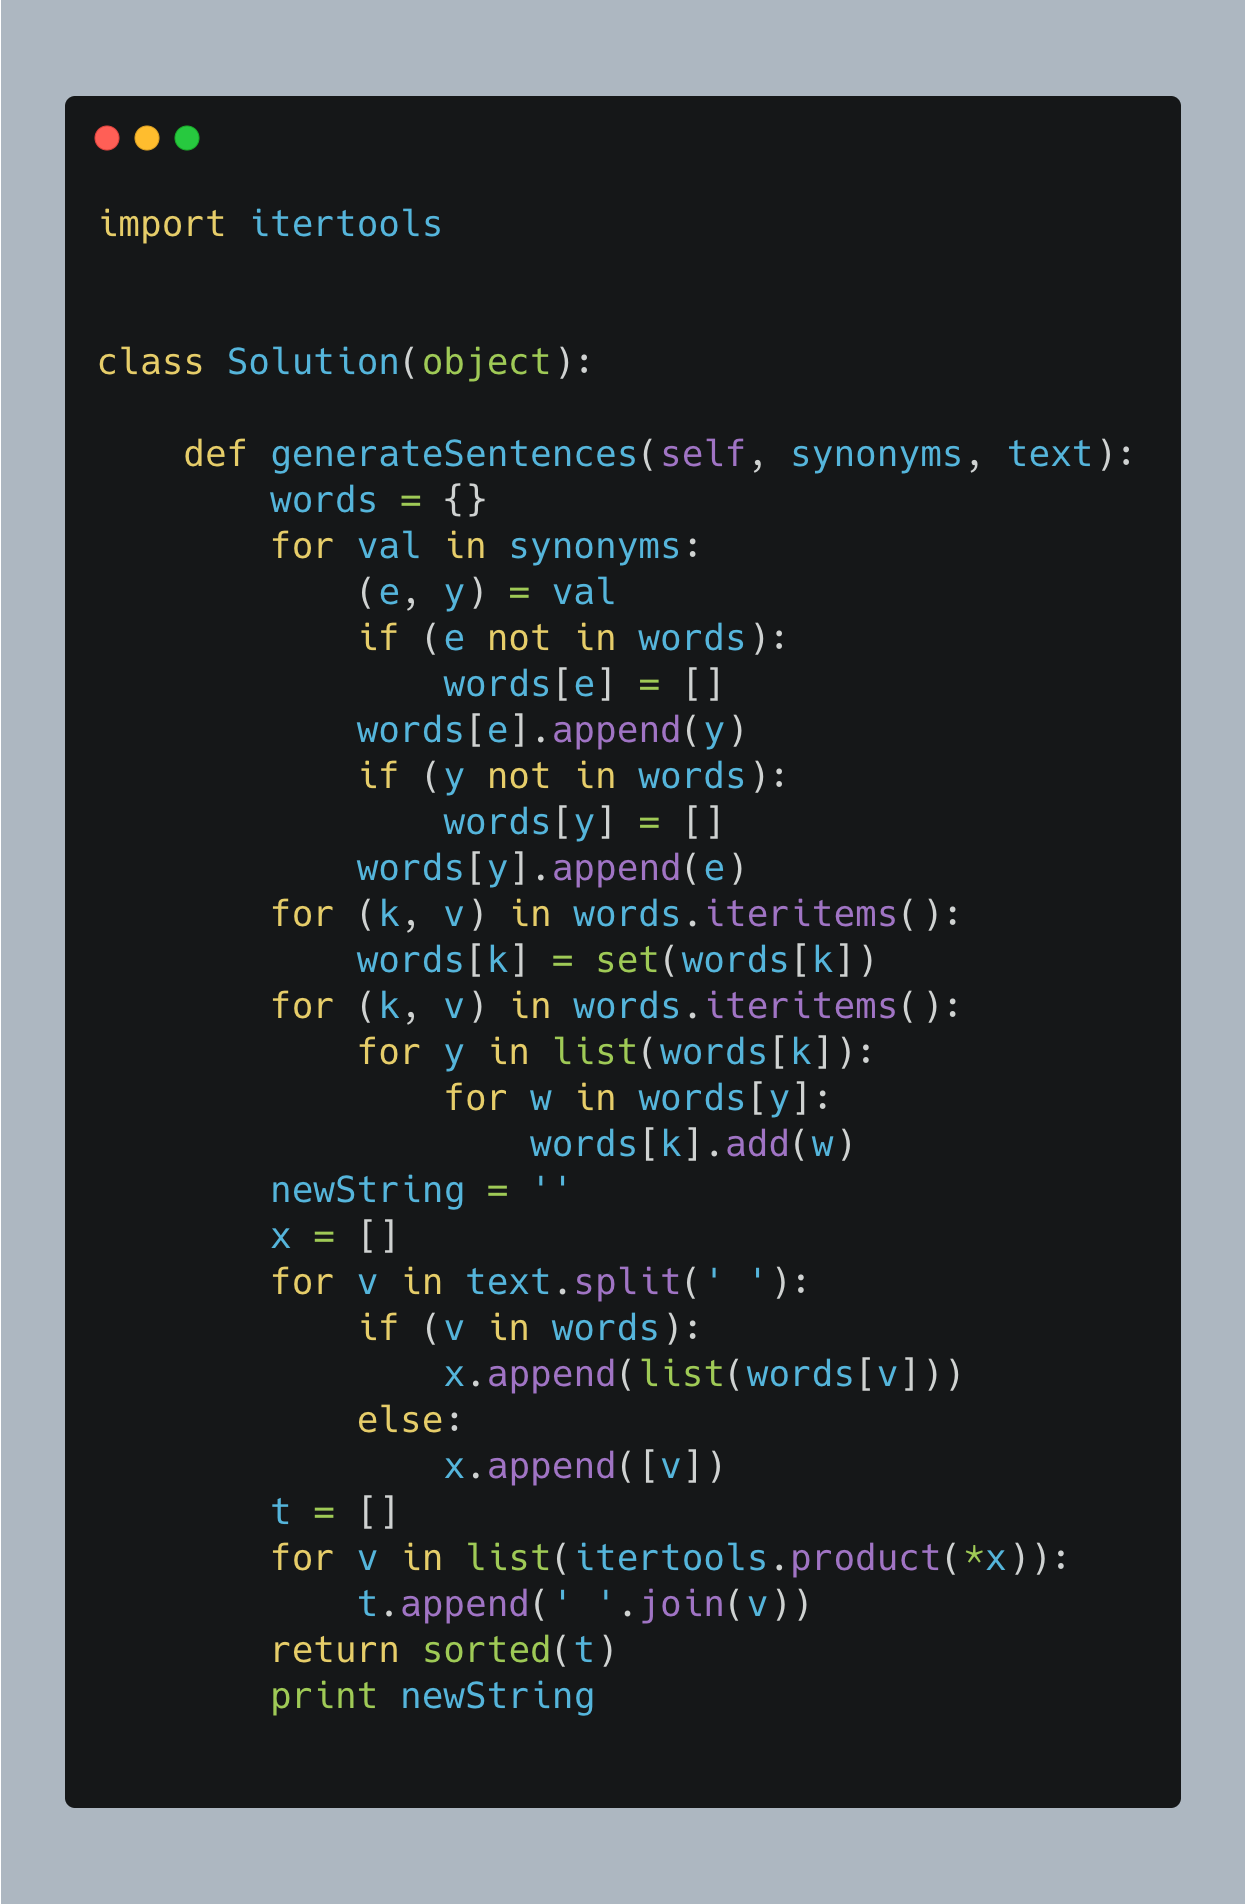 import itertools


class Solution(object):

    def generateSentences(self, synonyms, text):
        words = {}
        for val in synonyms:
            (e, y) = val
            if (e not in words):
                words[e] = []
            words[e].append(y)
            if (y not in words):
                words[y] = []
            words[y].append(e)
        for (k, v) in words.iteritems():
            words[k] = set(words[k])
        for (k, v) in words.iteritems():
            for y in list(words[k]):
                for w in words[y]:
                    words[k].add(w)
        newString = ''
        x = []
        for v in text.split(' '):
            if (v in words):
                x.append(list(words[v]))
            else:
                x.append([v])
        t = []
        for v in list(itertools.product(*x)):
            t.append(' '.join(v))
        return sorted(t)
        print newString